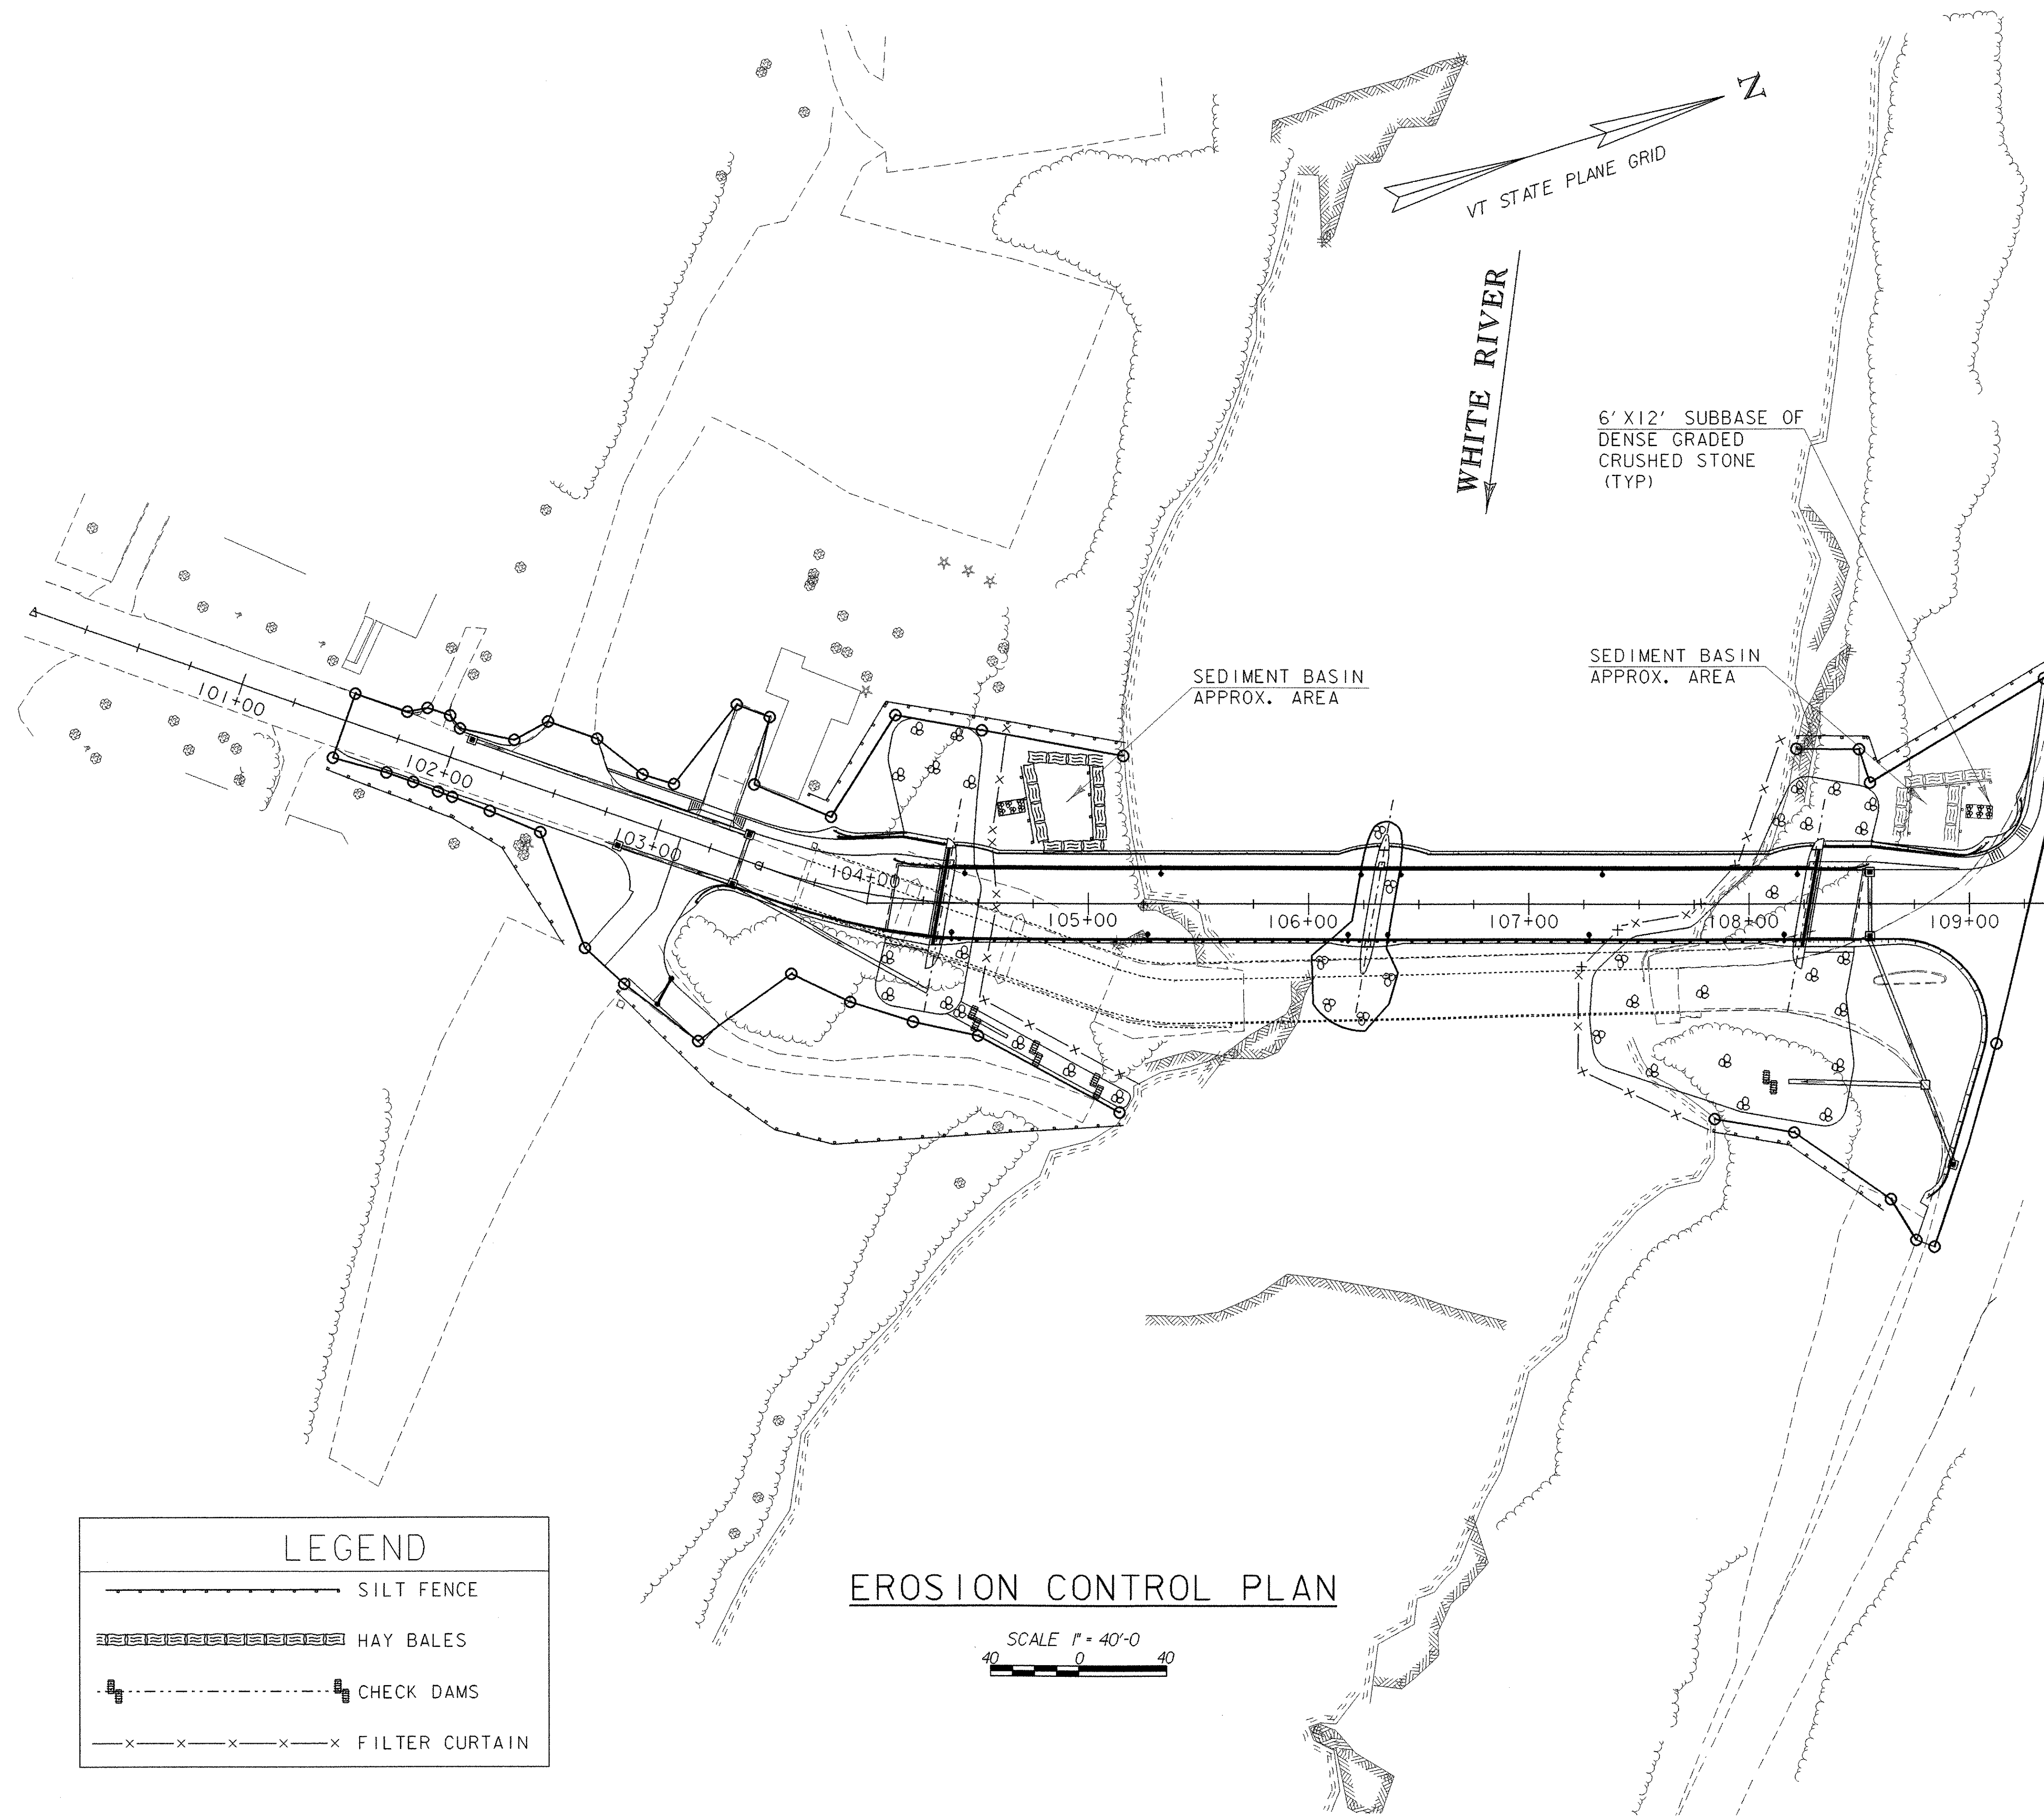 N
VT STATE PLANE GRID
WHITE RIVER
6' X12' SUBBASE OF
DENSE GRADED
CRUSHED STONE
(TYP)
SEDIMENT BASIN
APPROX. AREA
SEDIMENT BASIN
APPROX. AREA
101+00
102+00
103+00
104+00
105+00
106+00
107+00
108+00
109+00
LEGEND
SILT FENCE
HAY BALES
CHECK DAMS
FILTER CURTAIN
EROSION CONTROL PLAN
SCALE 1" = 40'-0
40 0 40